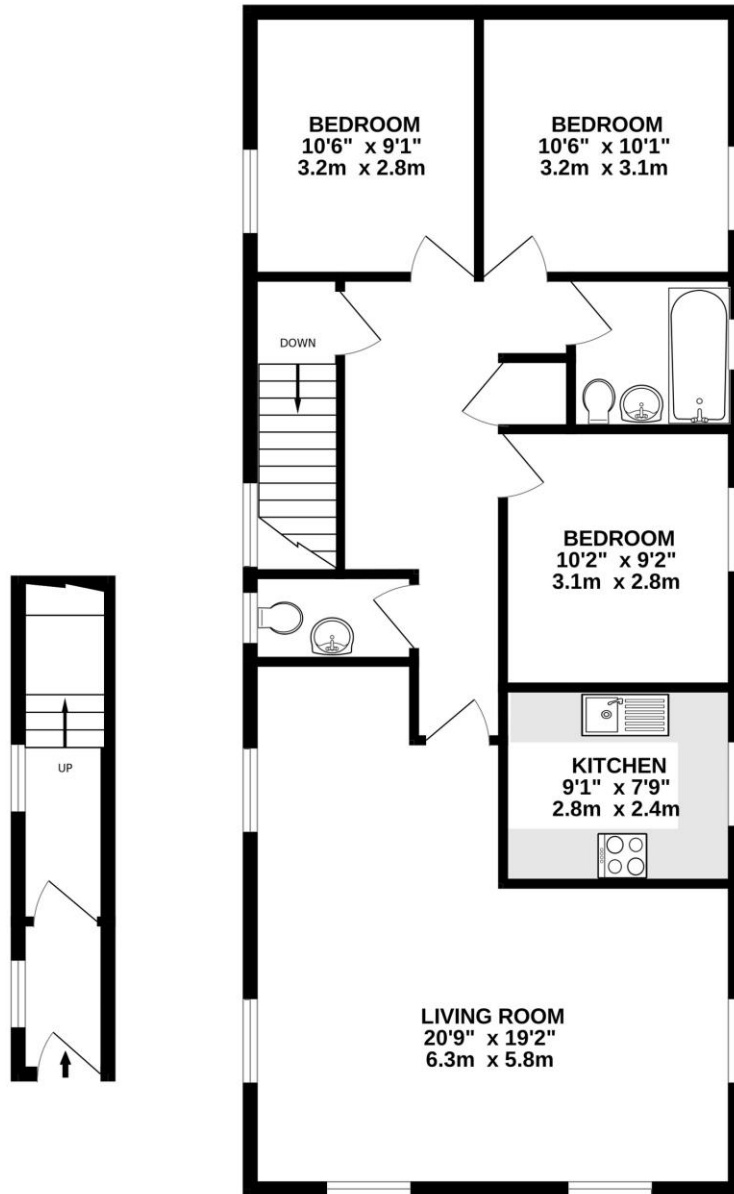 BEDROOM
10'6" x 9'1"
3.2m x 2.8m
BEDROOM
10'6" x 10'1"
3.2m x 3.1m
DOWN
BEDROOM
10'2" x 9'2"
3.1m x 2.8m
UP
KITCHEN
9'1" x 7'9"
2.8m x 2.4m
LIVING ROOM
20'9" x 19'2"
6.3m x 5.8m